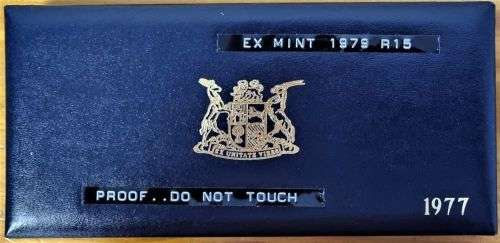 EX MINT 1979 R15
EX UNITATE VIRES
PROOF..DO NOT TOUCH
1977